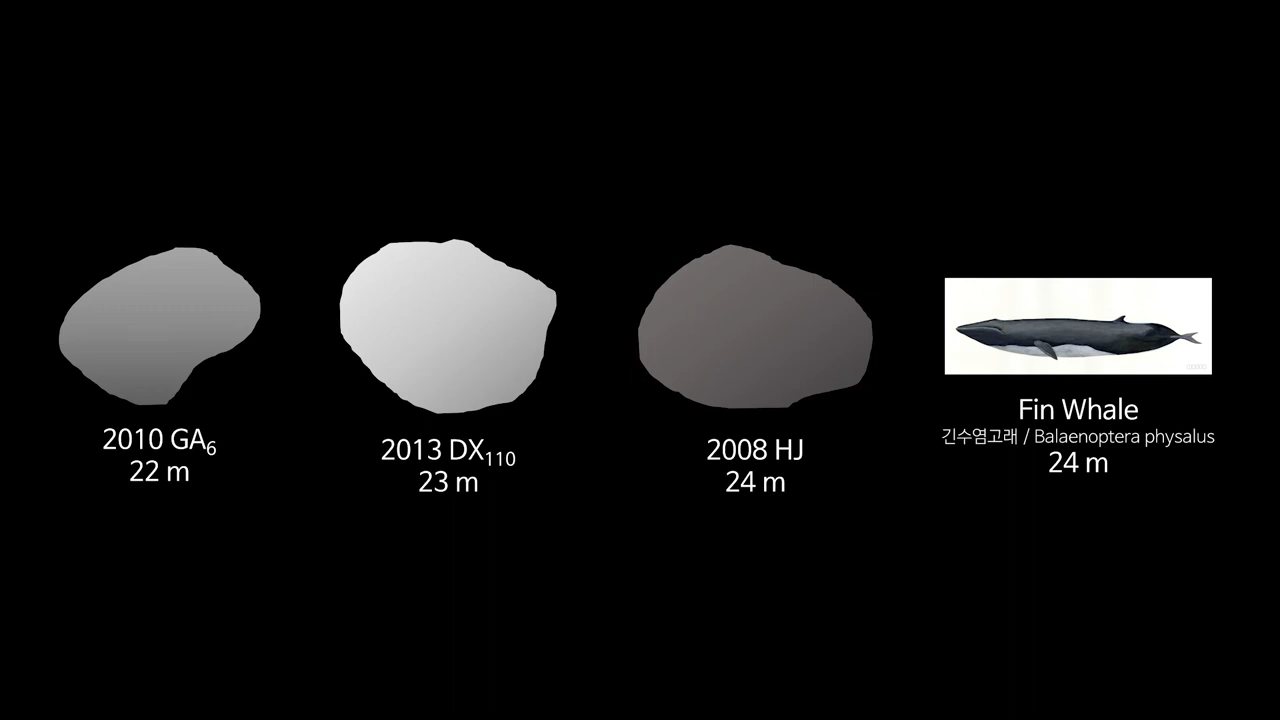 2010 GA₆
22 m
2013 DX₁₁₀
23 m
2008 HJ
24 m
Fin Whale
긴수염고래 / Balaenoptera physalus
24 m